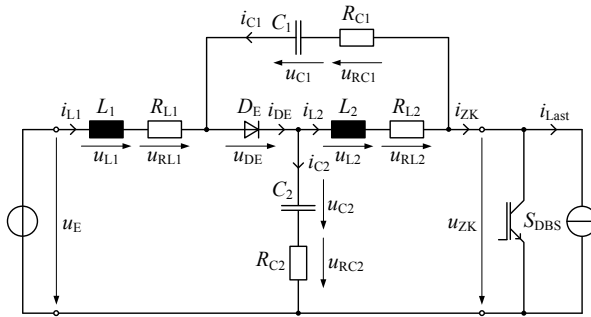 i_C1 C_1 R_C1
u_C1 u_RC1
i_L1 L_1 R_L1 D_E i_DE i_L2 L_2 R_L2 i_ZK i_Last
u_L1 u_RL1 u_DE i_C2 u_L2 u_RL2
C_2 u_C2
u_E u_ZK S_DBS
R_C2 u_RC2